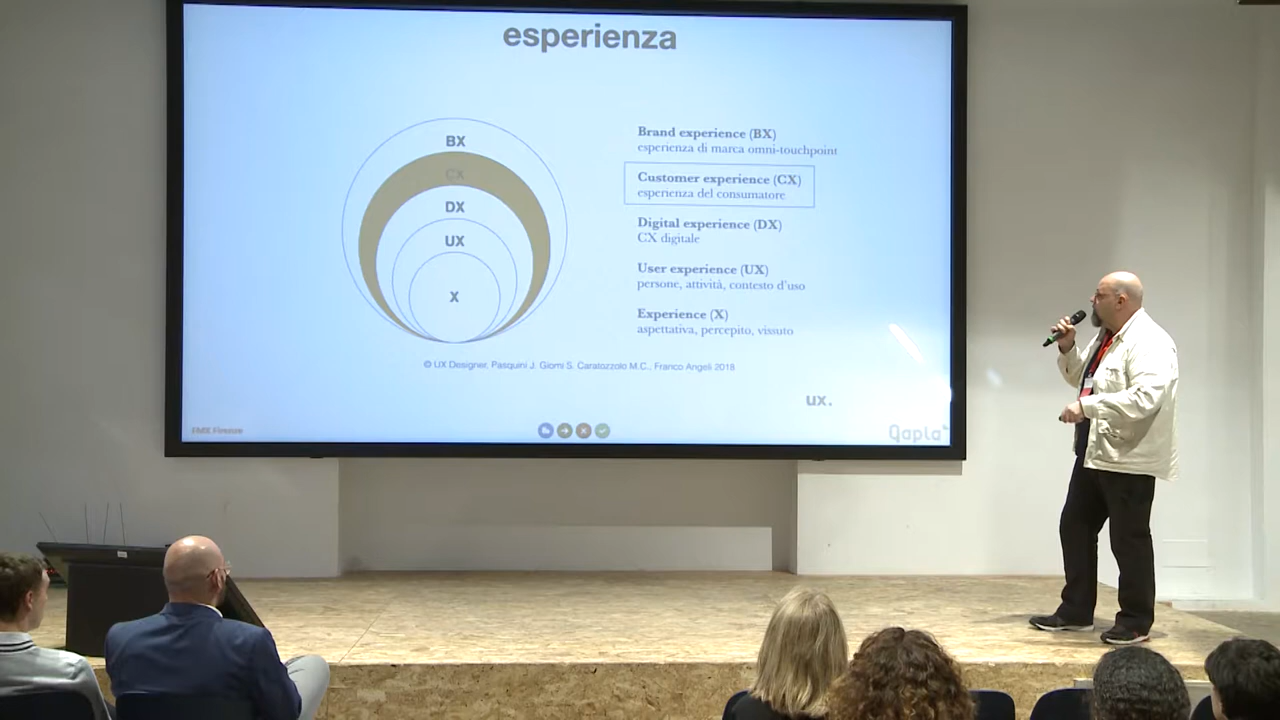 esperienza
BX
CX
DX
UX
X
Brand experience (BX)
esperienza di marca omni-touchpoint
Customer experience (CX)
esperienza del consumatore
Digital experience (DX)
CX digitale
User experience (UX)
persone, attività, contesto d'uso
Experience (X)
aspettativa, percepito, vissuto
© UX Designer, Pasquini J. Giomi S. Caratozzolo M.C., Franco Angeli 2018
ux.
EMX Firenze
Qapla'